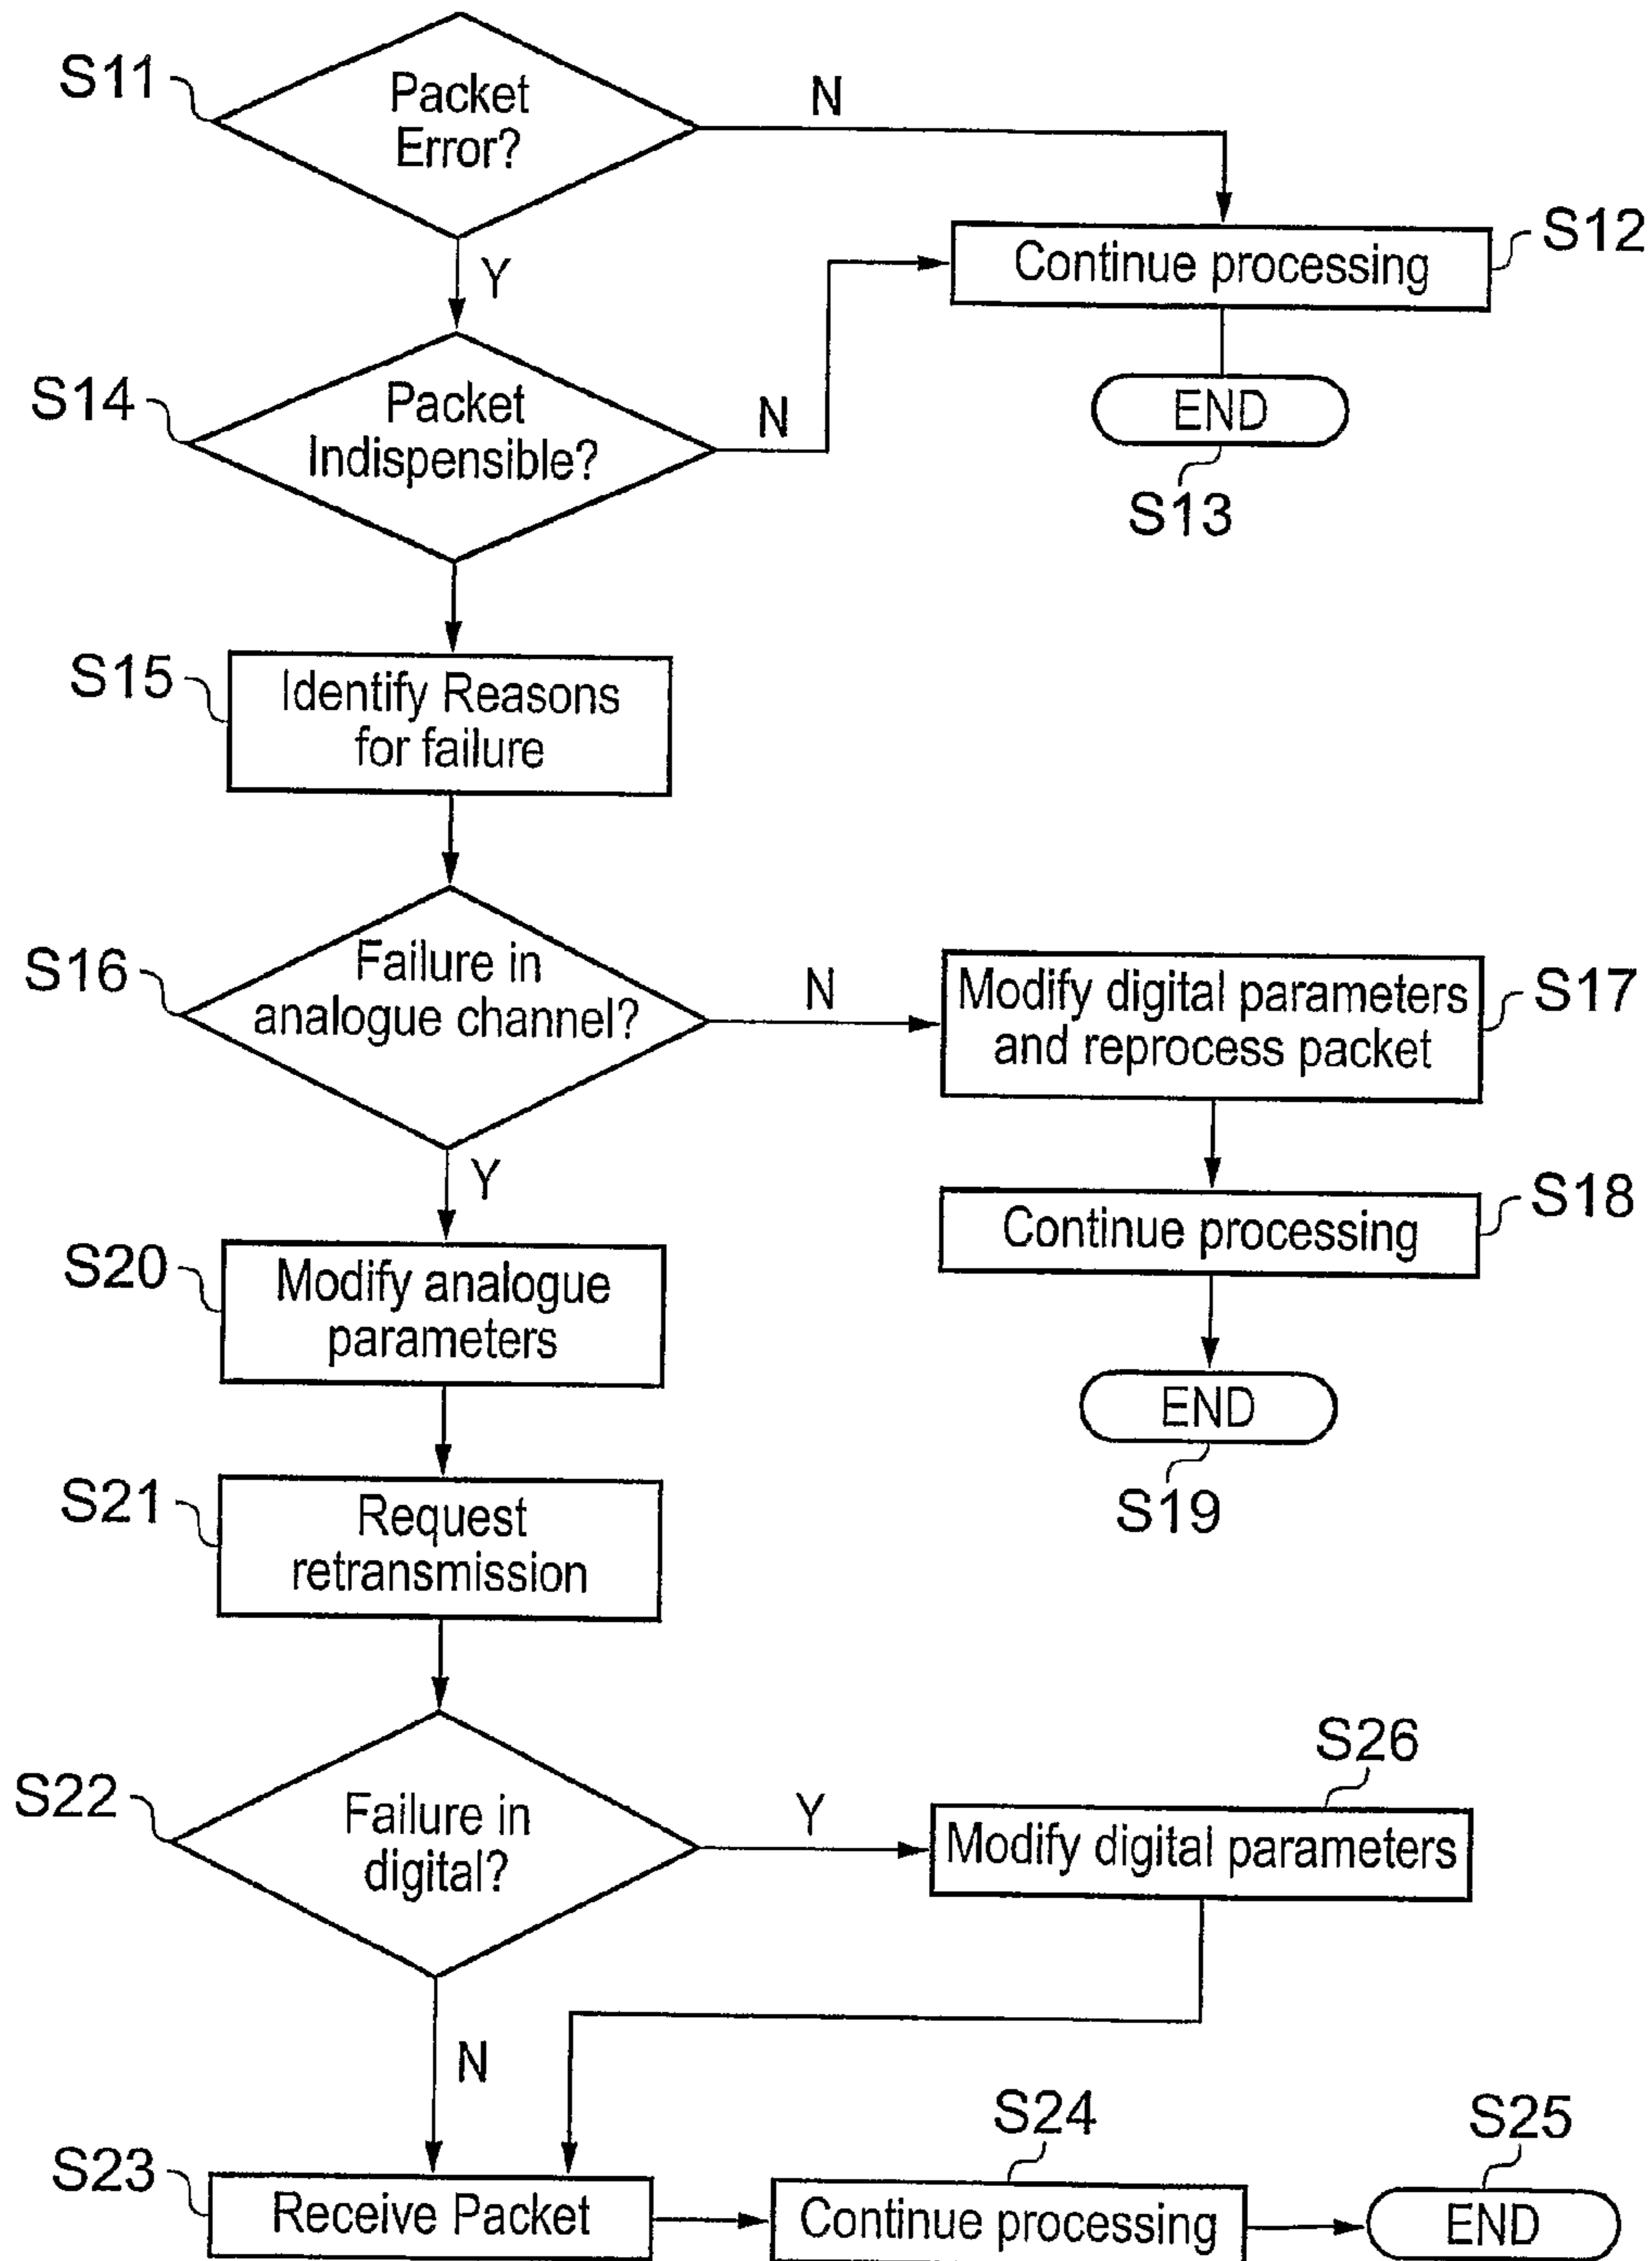 S11
Packet
Error?
N
Y
Continue processing
S12
END
S13
S14
Packet
Indispensible?
N
S15
Identify Reasons
for failure
S16
Failure in
analogue channel?
N
Y
Modify digital parameters
and reprocess packet
S17
Continue processing
S18
END
S19
S20
Modify analogue
parameters
S21
Request
retransmission
S22
Failure in
digital?
Y
N
S26
Modify digital parameters
S23
Receive Packet
S24
Continue processing
S25
END